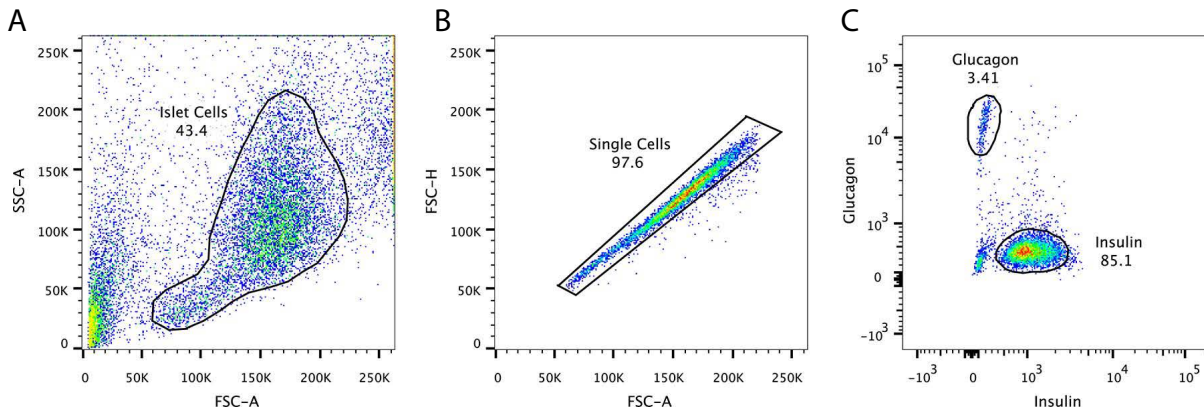 A
250K
200K
150K
100K
50K
0
SSC-A
Islet Cells
43.4
0 50K 100K 150K 200K 250K
FSC-A
B
250K
200K
150K
100K
50K
0
FSC-H
Single Cells
97.6
0 50K 100K 150K 200K 250K
FSC-A
C
10^5
10^4
10^3
0
-10^3
Glucagon
Glucagon
3.41
Insulin
85.1
-10^3 0 10^3 10^4 10^5
Insulin